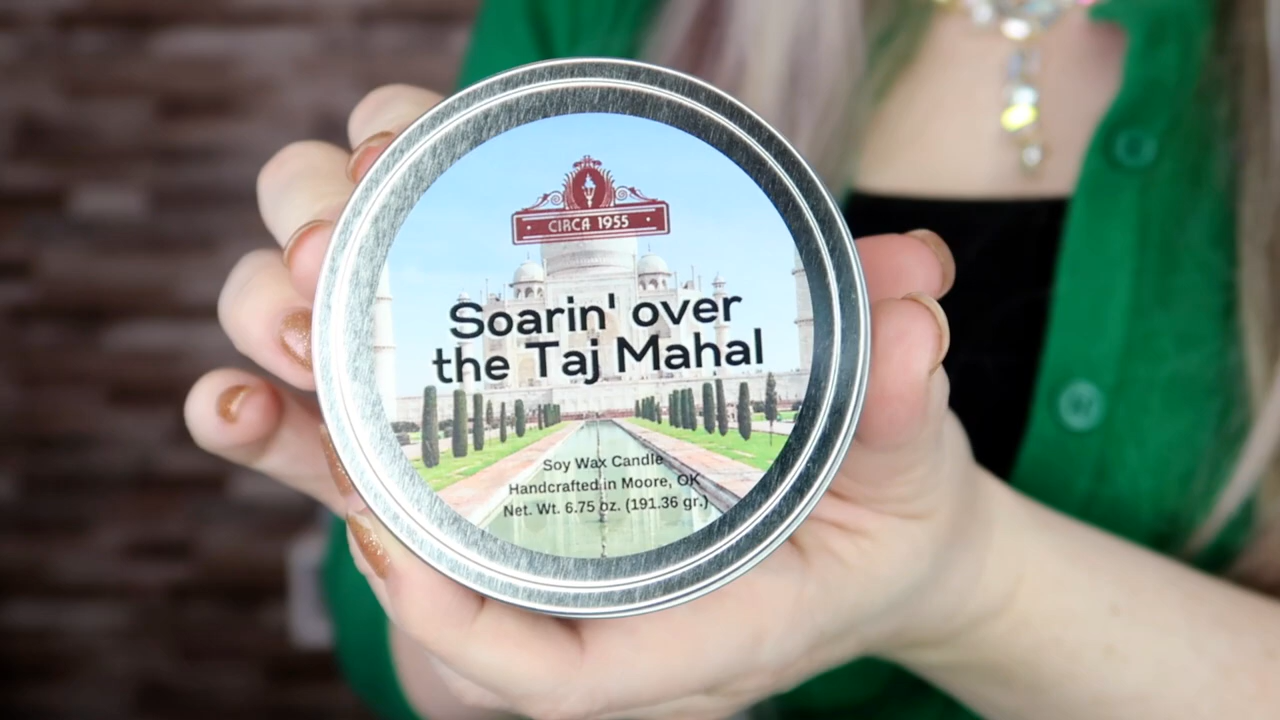 CIRCA 1955
Soarin' over
the Taj Mahal
Soy Wax Candle
Handcrafted in Moore, OK
Net. Wt. 6.75 oz. (191.36 gr.)